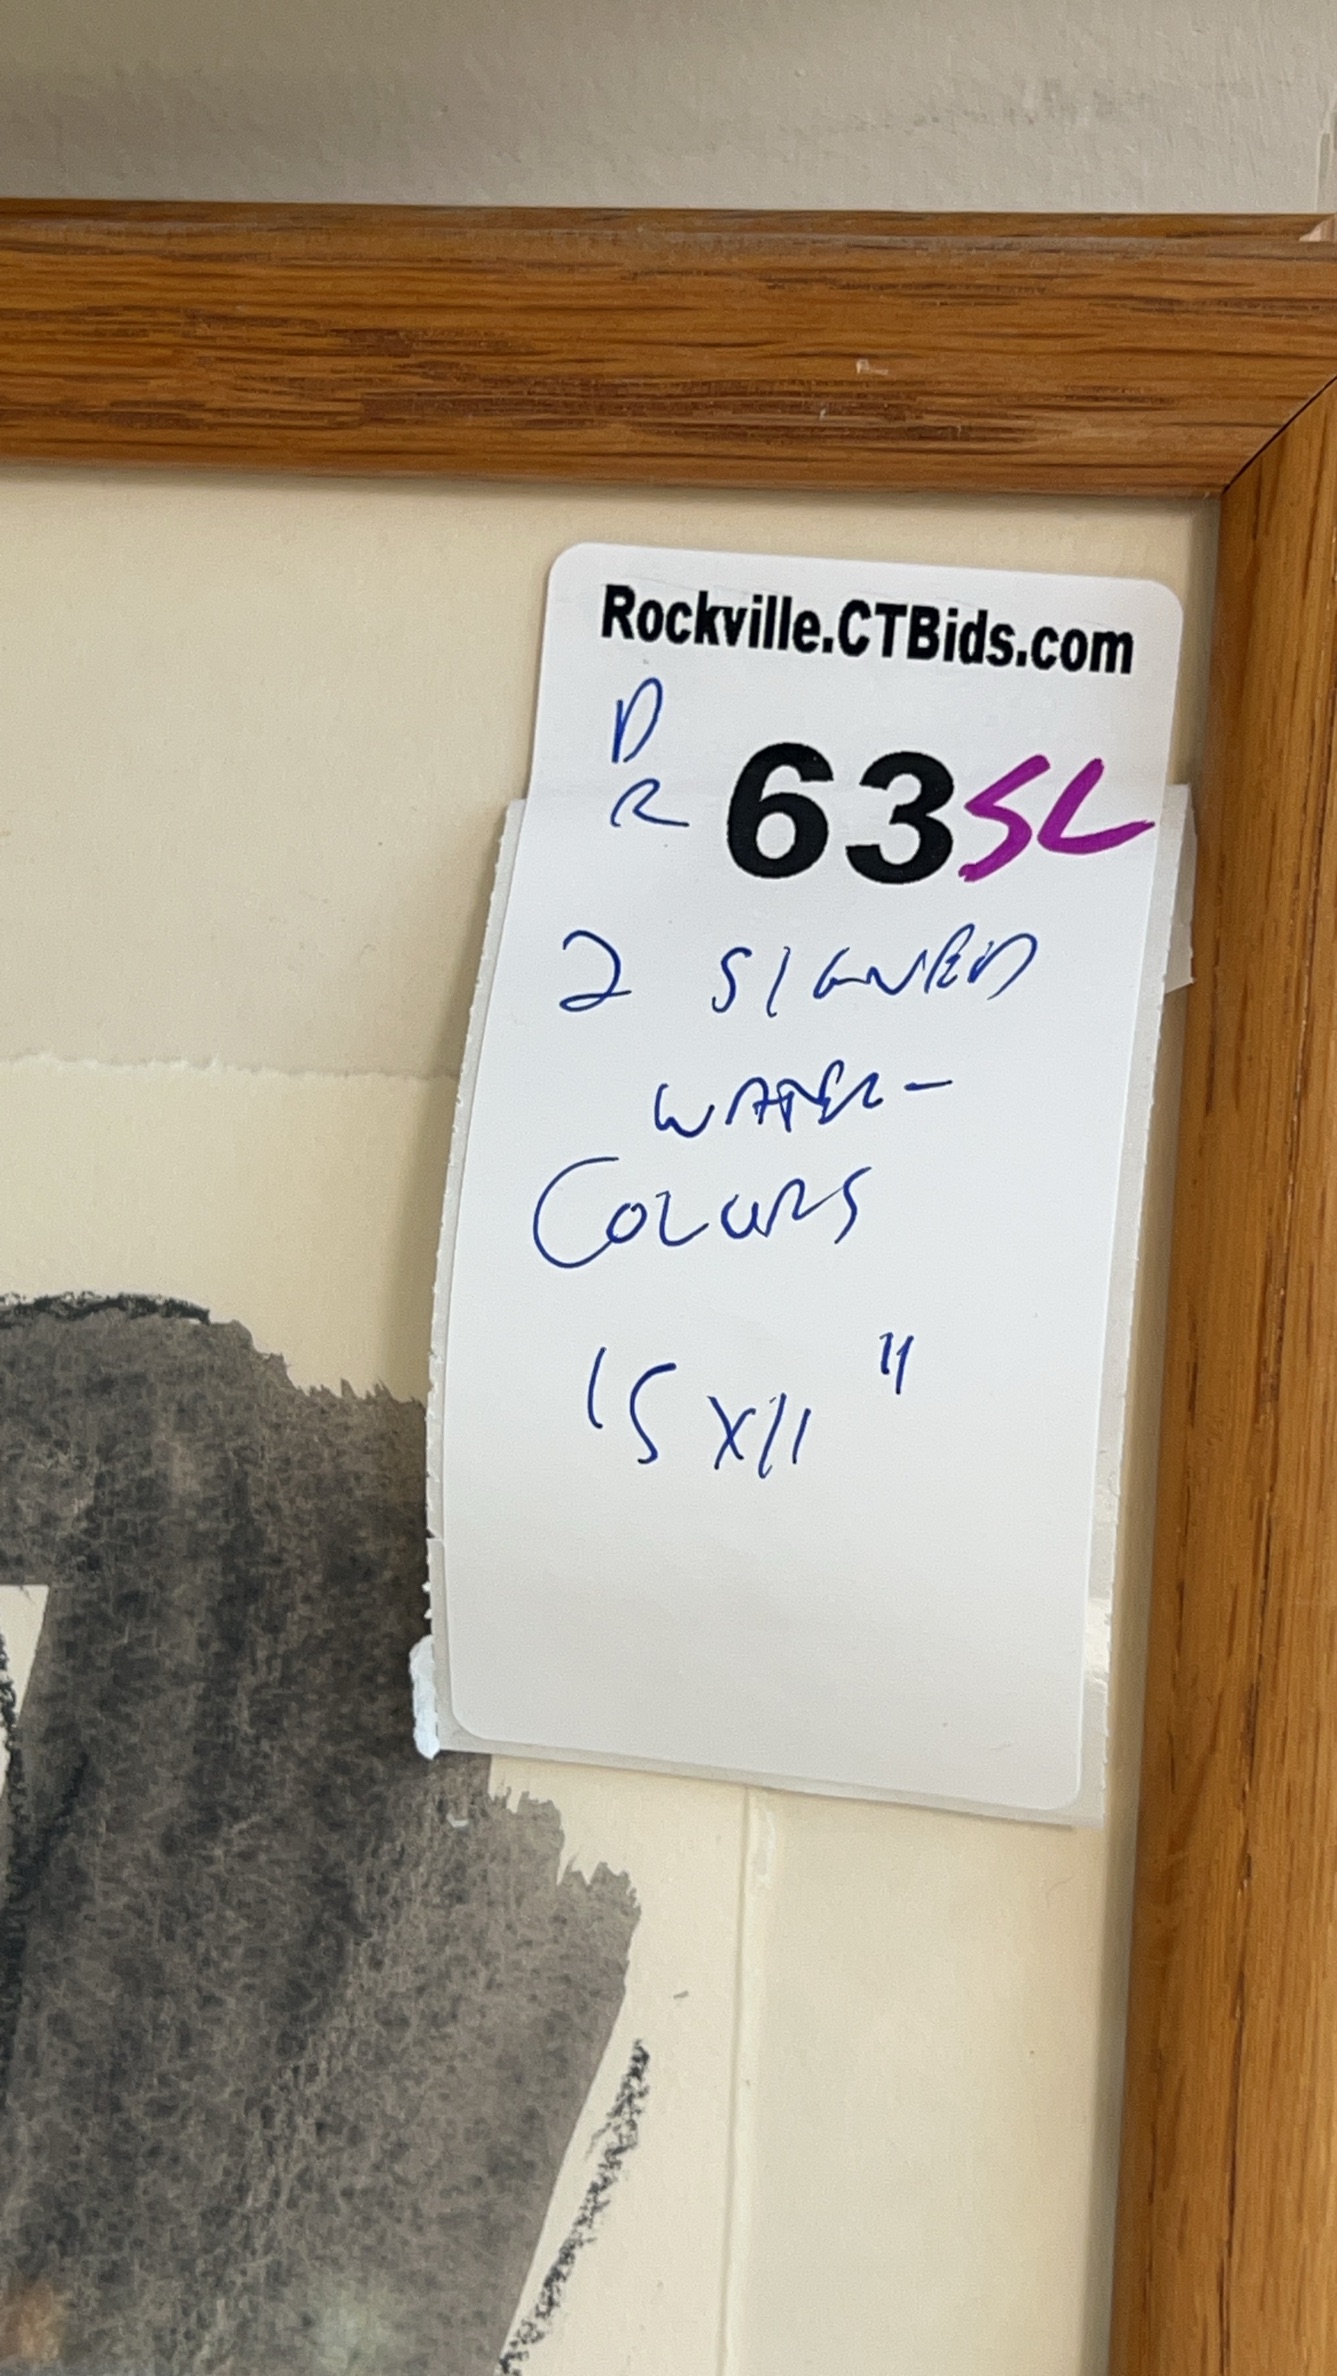 Rockville.CTBids.com
D
R 63SL
2 SIGNED
WATER-
COLORS
15 X 11"